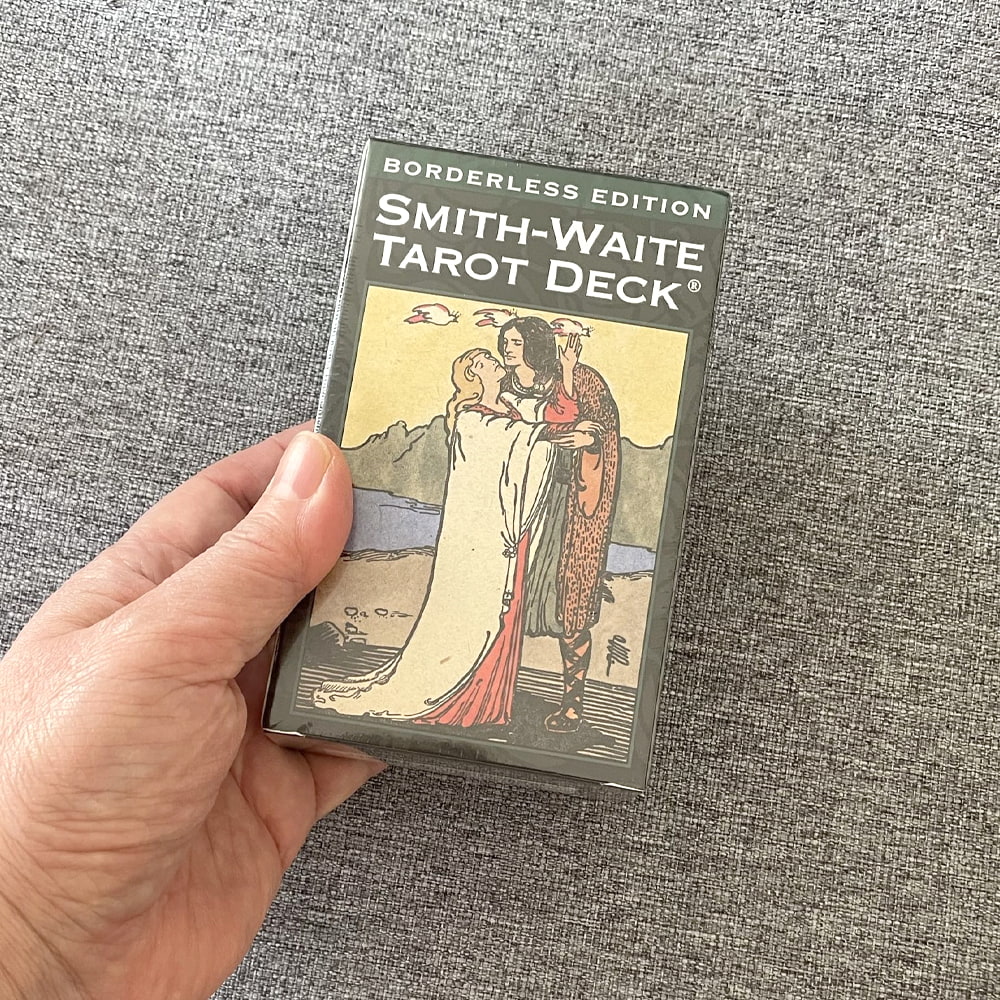 BORDERLESS EDITION
SMITH-WAITE
TAROT DECK®